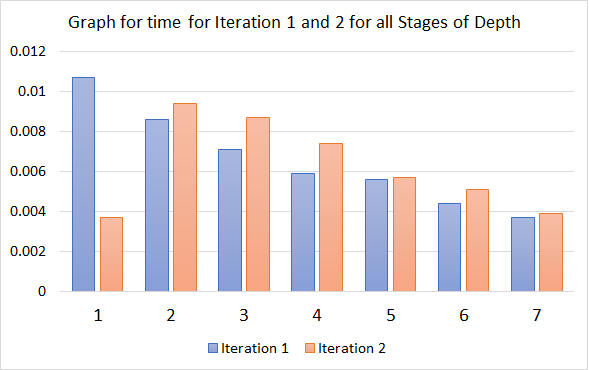 Graph for time for Iteration 1 and 2 for all Stages of Depth
0.012
0.01
0.008
0.006
0.004
0.002
0
1 2 3 4 5 6 7
Iteration 1 Iteration 2